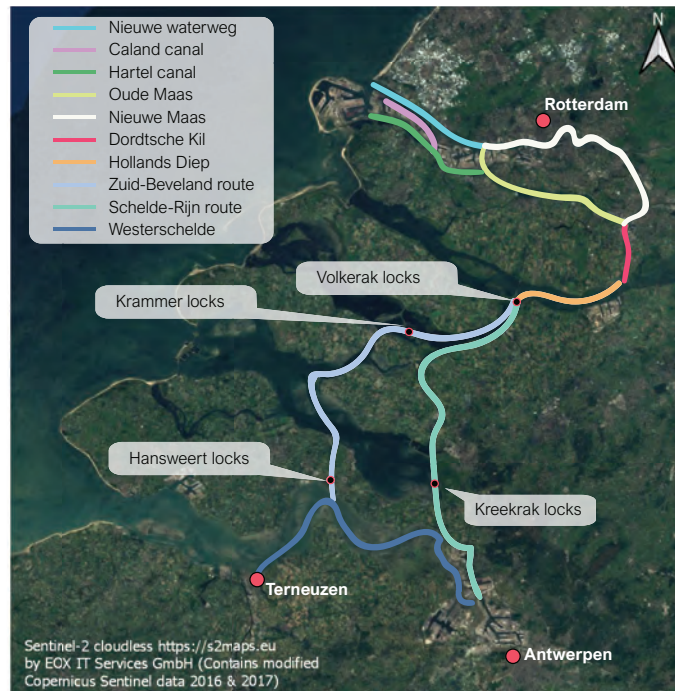 Nieuwe waterweg
Caland canal
Hartel canal
Oude Maas
Nieuwe Maas
Dordtsche Kil
Hollands Diep
Zuid-Beveland route
Schelde-Rijn route
Westerschelde
N
Rotterdam
Volkerak locks
Krammer locks
Hansweert locks
Kreekrak locks
Terneuzen
Antwerpen
Sentinel-2 cloudless https://s2maps.eu
by EOX IT Services GmbH (Contains modified
Copernicus Sentinel data 2016 & 2017)